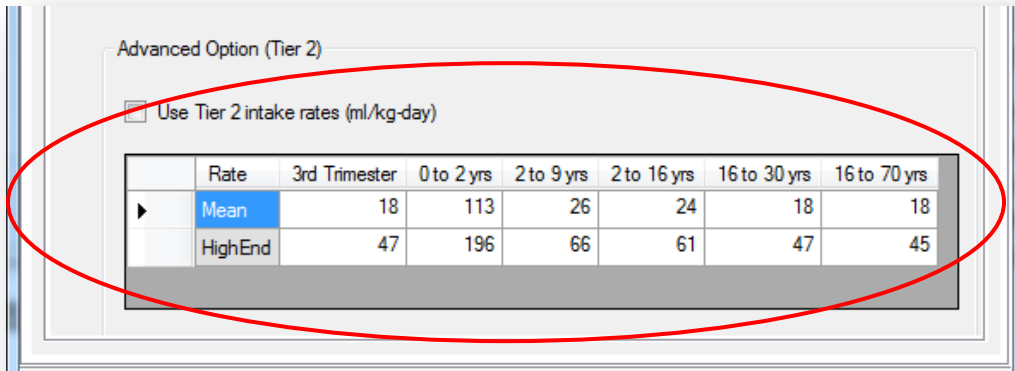 Advanced Option (Tier 2)
Use Tier 2 intake rates (ml/kg-day)
Rate 3rd Trimester 0 to 2 yrs 2 to 9 yrs 2 to 16 yrs 16 to 30 yrs 16 to 70 yrs
Mean 18 113 26 24 18 18
HighEnd 47 196 66 61 47 45